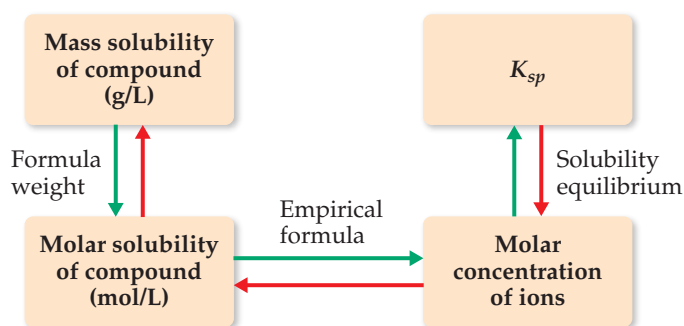 Mass solubility
of compound
(g/L)
K_sp
Formula
weight
Solubility
equilibrium
Empirical
formula
Molar solubility
of compound
(mol/L)
Molar
concentration
of ions